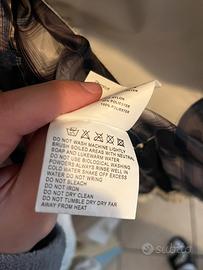 100% POLYESTER
DO NOT WASH MACHINE LIGHTLY
BRUSH SOILED AREAS WITH NEUTRAL
SOAP AND LUKEWARM WATER
DO NOT USE BIOLOGICAL WASHING
POWDERS ALWAYS RINSE WELL IN
COLD WATER SHAKE OFF EXCESS
WATER DO NOT WRING
DO NOT BLEACH
DO NOT IRON
DO NOT DRY CLEAN
DO NOT TUMBLE DRY DRY FAR
AWAY FROM HEAT
subito